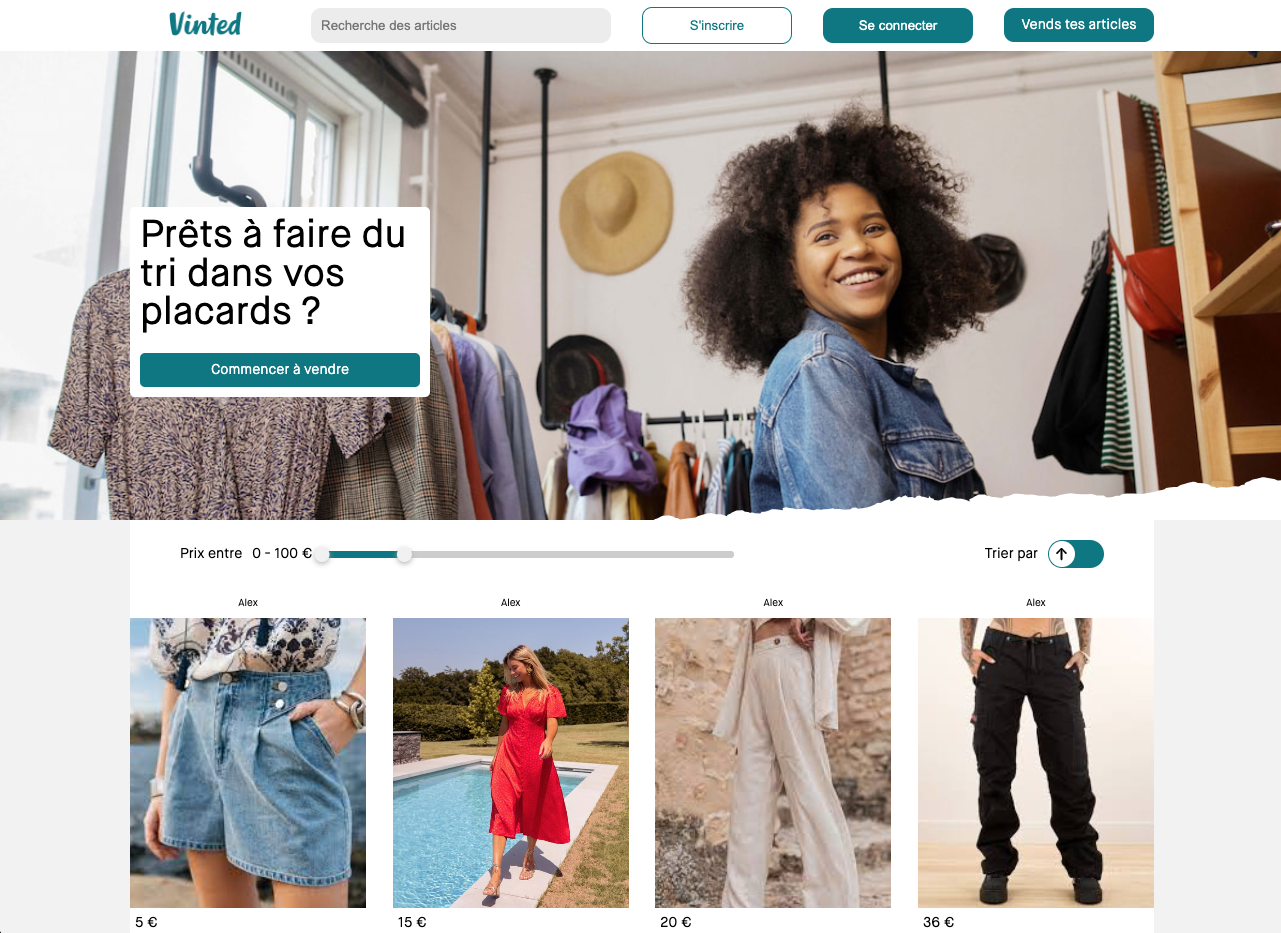 Vinted
Recherche des articles
S'inscrire
Se connecter
Vends tes articles
Prêts à faire du
tri dans vos
placards ?
Commencer à vendre
Prix entre 0 - 100 €
Trier par
Alex
Alex
Alex
Alex
5 €
15 €
20 €
36 €